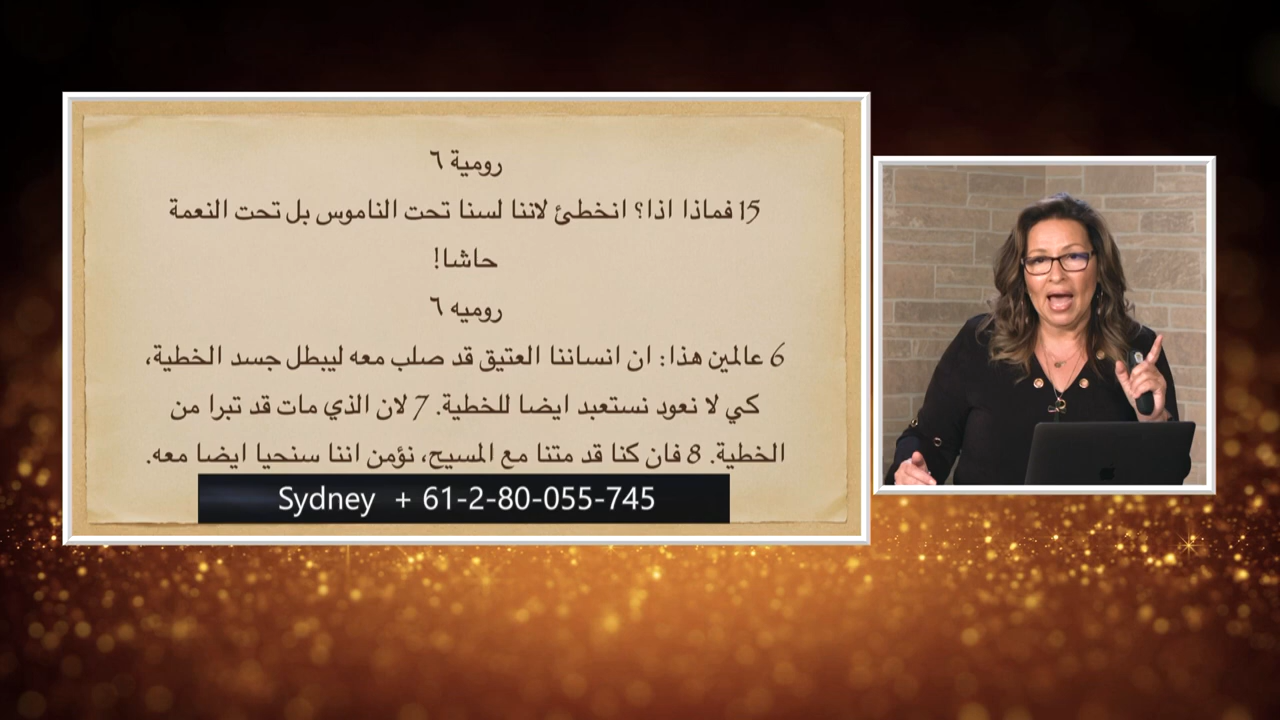 رومية ٦
15 فماذا اذا؟ انخطئ لاننا لسنا تحت الناموس بل تحت النعمة
حاشا!
روميه ٦
6 عالمين هذا: ان انساننا العتيق قد صلب معه ليبطل جسد الخطية،
كي لا نعود نستعبد ايضا للخطية. 7 لان الذي مات قد تبرا من
الخطية. 8 فان كنا قد متنا مع المسيح، نؤمن اننا سنحيا ايضا معه.
Sydney + 61-2-80-055-745